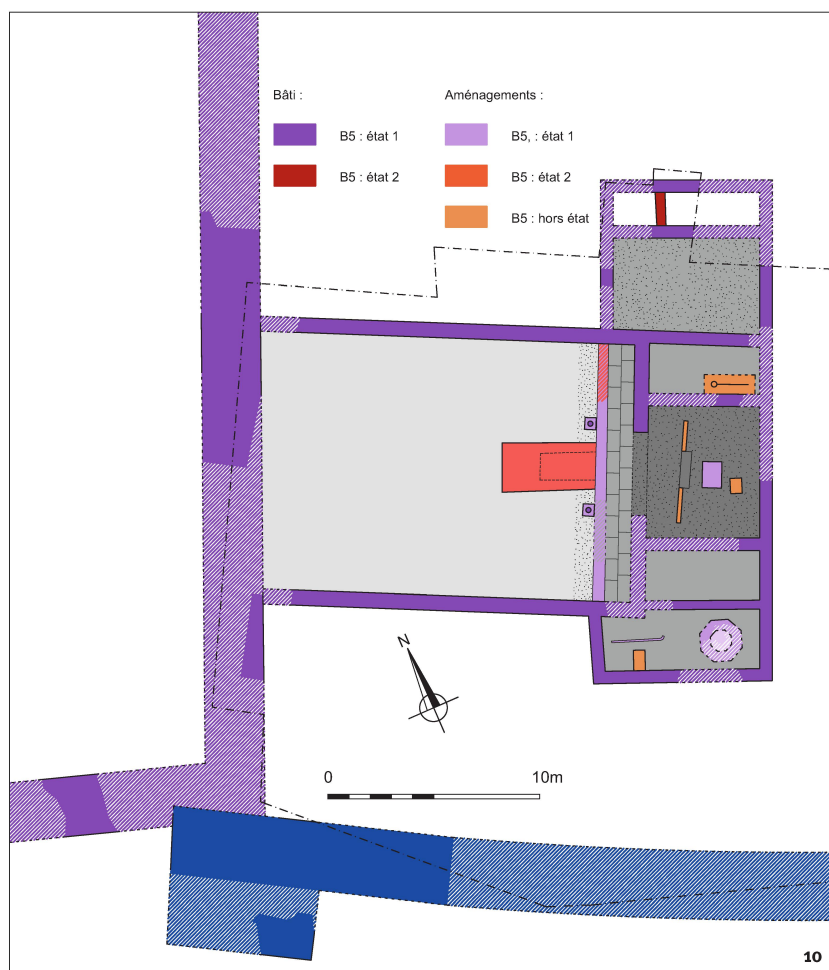 Bâti :
B5 : état 1
B5 : état 2
Aménagements :
B5, : état 1
B5 : état 2
B5 : hors état
N
0 10m
10